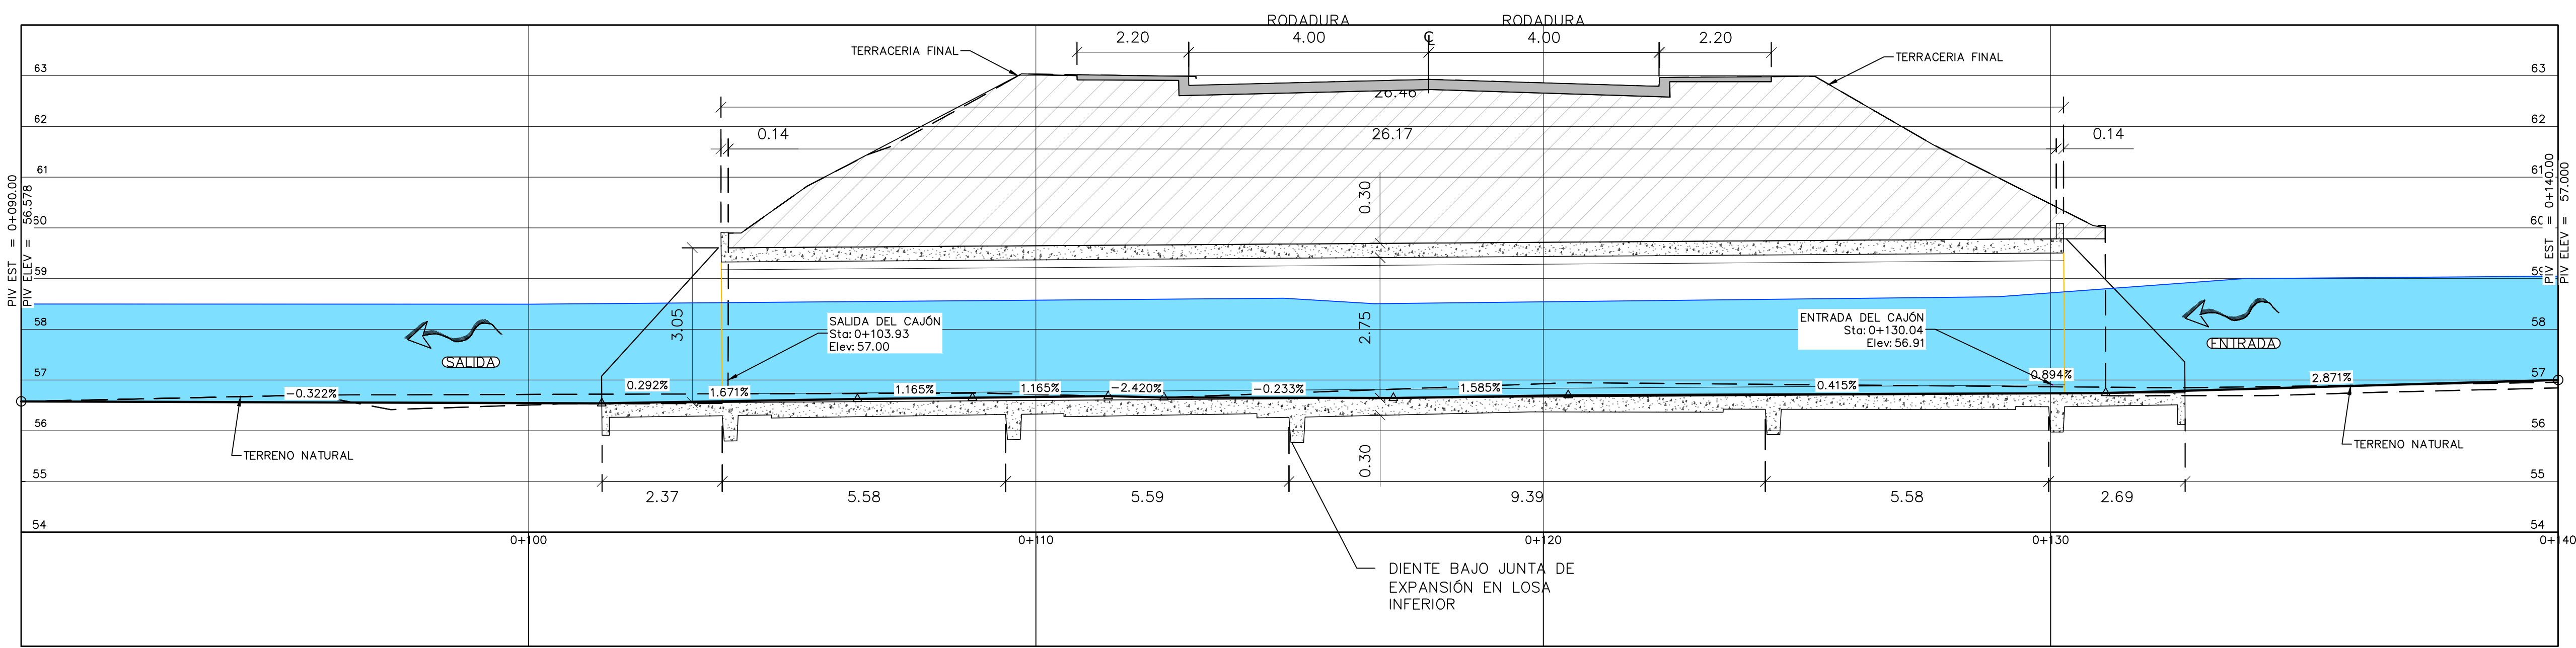 RODADURA
RODADURA
2.20
4.00
℄
4.00
2.20
TERRACERIA FINAL
TERRACERIA FINAL
63
63
26.46
62
62
0.14
26.17
0.14
61
61
0.30
PIV EST = 0+090.00
PIV ELEV = 56.578
PIV EST = 0+140.00
PIV ELEV = 57.000
60
60
59
59
58
58
3.05
2.75
SALIDA DEL CAJÓN
Sta: 0+103.93
Elev: 57.00
ENTRADA DEL CAJÓN
Sta: 0+130.04
Elev: 56.91
SALIDA
ENTRADA
57
57
-0.322%
0.292%
1.671%
1.165%
1.165%
-2.420%
-0.233%
1.585%
0.415%
0.894%
2.871%
56
56
TERRENO NATURAL
TERRENO NATURAL
0.30
55
55
2.37
5.58
5.59
9.39
5.58
2.69
54
54
0+100
0+110
0+120
0+130
0+140
DIENTE BAJO JUNTA DE
EXPANSIÓN EN LOSA
INFERIOR